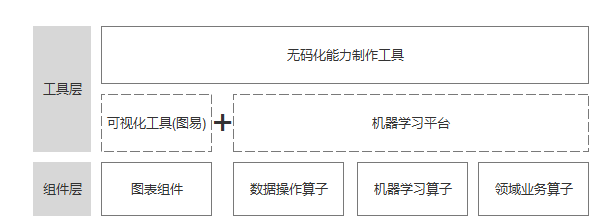 无码化能力制作工具
工具层
可视化工具(图易)
+
机器学习平台
组件层
图表组件
数据操作算子
机器学习算子
领域业务算子